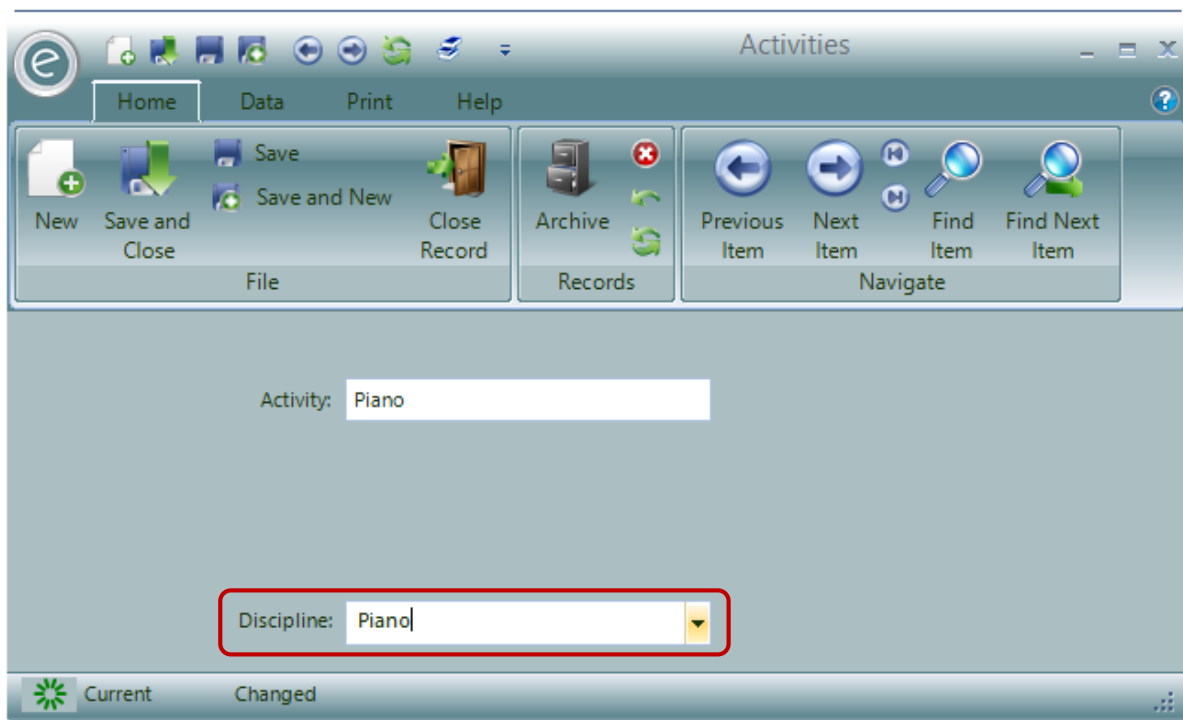 Activities
Home Data Print Help
New
Save and Close
Save
Save and New
Close Record
File
Archive
Records
Previous Item
Next Item
Find Item
Find Next Item
Navigate
Activity: Piano
Discipline: Piano
Current Changed